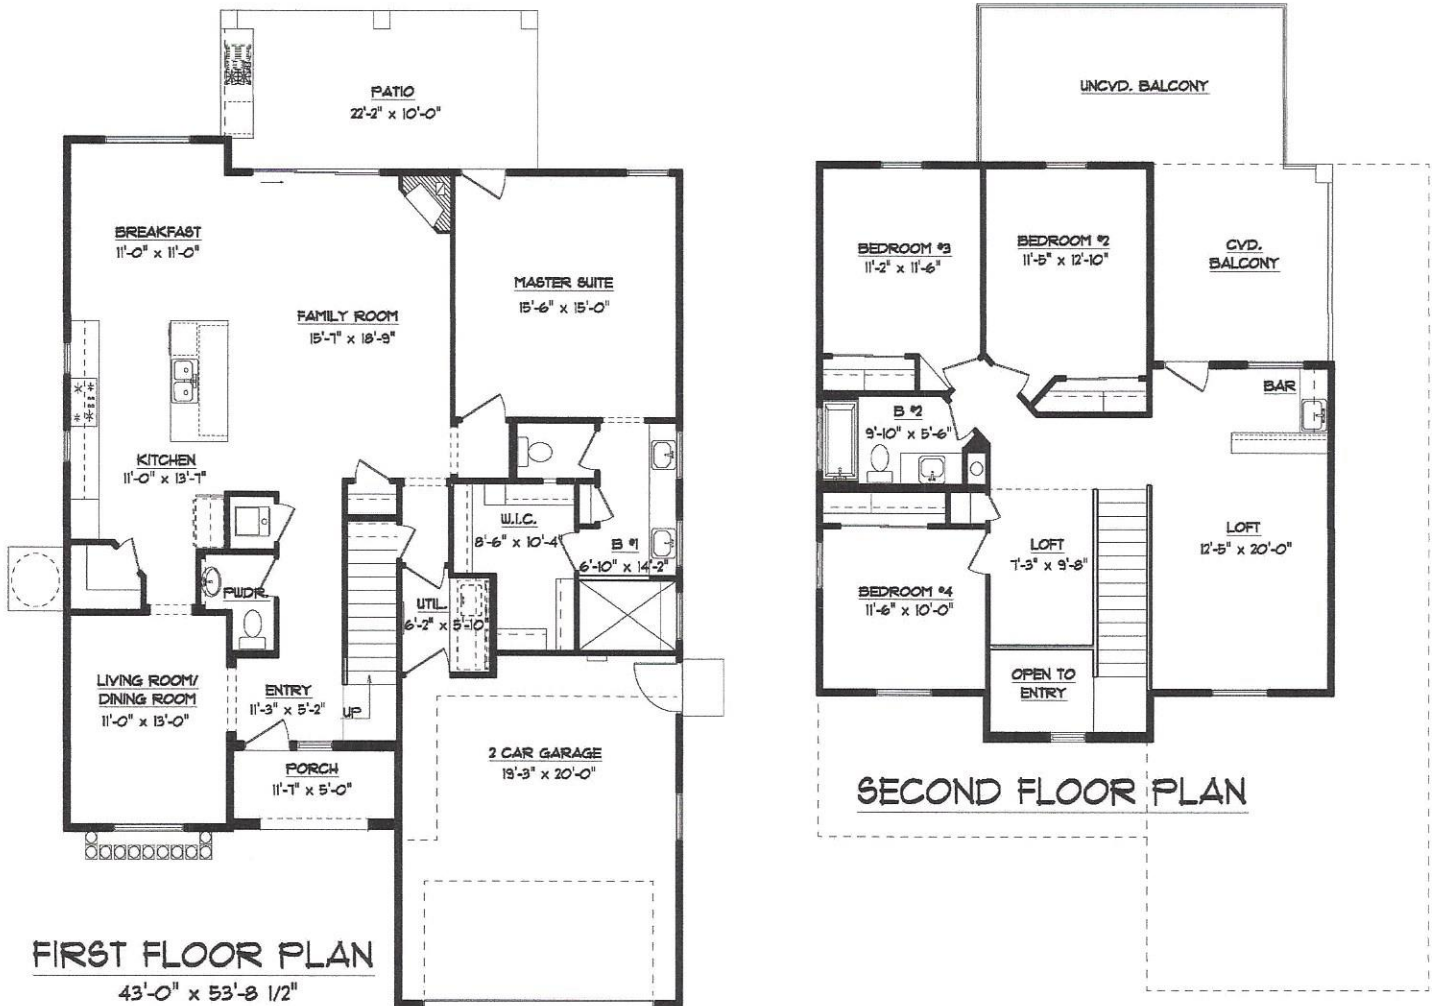 PATIO
22'-2" x 10'-0"
BREAKFAST
11'-0" x 11'-0"
MASTER SUITE
15'-6" x 15'-0"
FAMILY ROOM
15'-7" x 18'-9"
KITCHEN
11'-0" x 13'-7"
W.I.C.
8'-6" x 10'-4"
B #1
6'-10" x 14'-2"
PWDR.
UTIL.
6'-2" x 5'-10"
LIVING ROOM/
DINING ROOM
11'-0" x 13'-0"
ENTRY
11'-3" x 5'-2"
UP
PORCH
11'-7" x 5'-0"
2 CAR GARAGE
19'-3" x 20'-0"
FIRST FLOOR PLAN
43'-0" x 53'-8 1/2"
UNCVD. BALCONY
BEDROOM #3
11'-2" x 11'-6"
BEDROOM #2
11'-5" x 12'-10"
CVD.
BALCONY
BAR
B #2
9'-10" x 5'-6"
LOFT
7'-3" x 9'-8"
LOFT
12'-5" x 20'-0"
BEDROOM #4
11'-6" x 10'-0"
OPEN TO
ENTRY
SECOND FLOOR PLAN